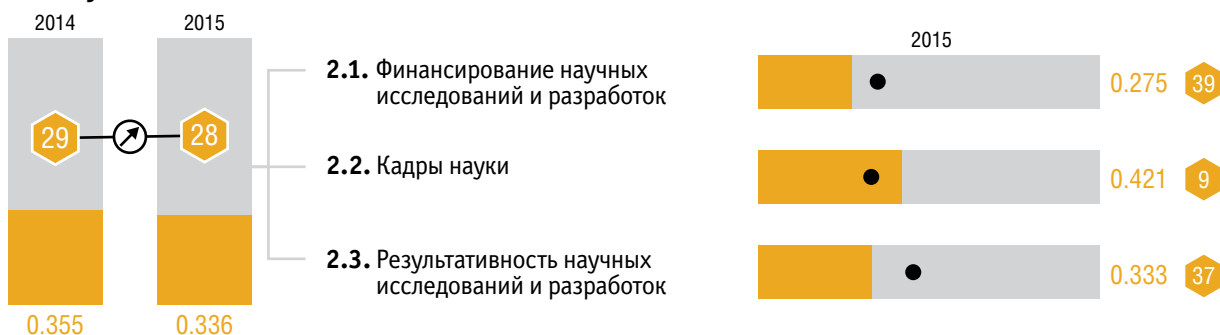 2014
2015
29
28
0.355
0.336
2.1. Финансирование научных
исследований и разработок
2.2. Кадры науки
2.3. Результативность научных
исследований и разработок
2015
0.275
39
0.421
9
0.333
37